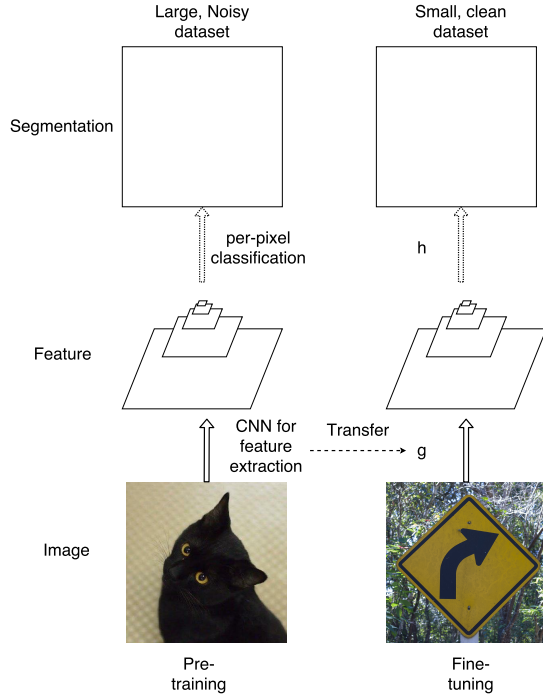 Large, Noisy
dataset
Small, clean
dataset
Segmentation
per-pixel
classification
h
Feature
CNN for
feature
extraction
Transfer
g
Image
Pre-
training
Fine-
tuning